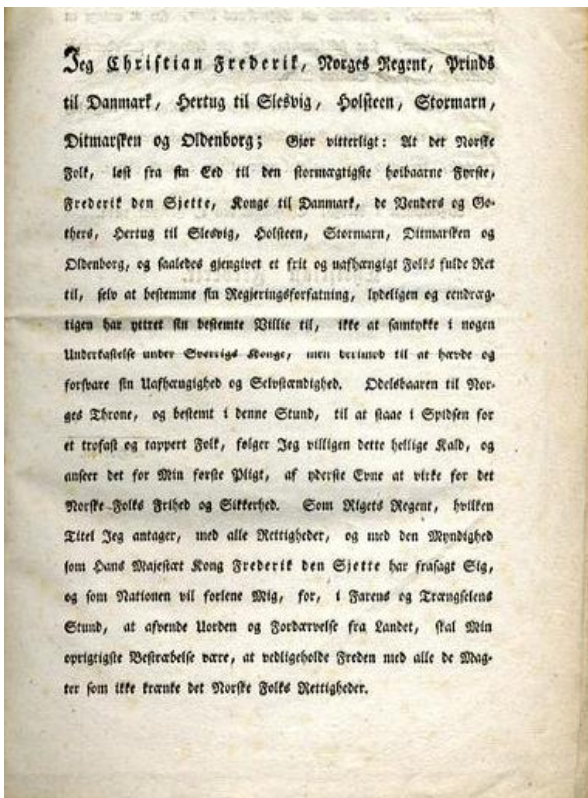 Jeg Christian Frederik, Norges Regent, Prinds
til Danmark, Hertug til Slesvig, Holsteen, Stormarn,
Ditmarsken og Oldenborg; Gjør vitterligt: At det Norske
Folk, løst fra sin Eed til den stormægtigste høibaarne Fyrste,
Frederik den Sjette, Konge til Danmark, de Venders og Go-
thers, Hertug til Slesvig, Holsteen, Stormarn, Ditmarsken og
Oldenborg, og saaledes gjengivet et frit og uafhængigt Folks fulde Ret
til, selv at bestemme sin Regjeringsforfatning, lydeligen og eendræg-
tigen har yttret sin bestemte Villie til, ikke at samtykke i nogen
Underkastelse under Sverrigs Konge, men derimod til at hævde og
forsvare sin Uafhængighed og Selvstændighed. Odelsbaaren til Nor-
ges Throne, og bestemt i denne Stund, til at staae i Spidsen for
et trofast og tappert Folk, følger Jeg villigen dette hellige Kald, og
anseer det for Min første Pligt, af yderste Evne at virke for det
Norske Folks Frihed og Sikkerhed. Som Rigets Regent, hvilken
Titel Jeg antager, med alle Rettigheder, og med den Myndighed
som Hans Majestæt Kong Frederik den Sjette har frasagt Sig,
og som Nationen vil forlene Mig, for, i Farens og Trængselens
Stund, at afvende Uorden og Fordærvelse fra Landet, skal Min
oprigtigste Bestræbelse være, at vedligeholde Freden med alle de Mag-
ter som ikke krænke det Norske Folks Rettigheder.